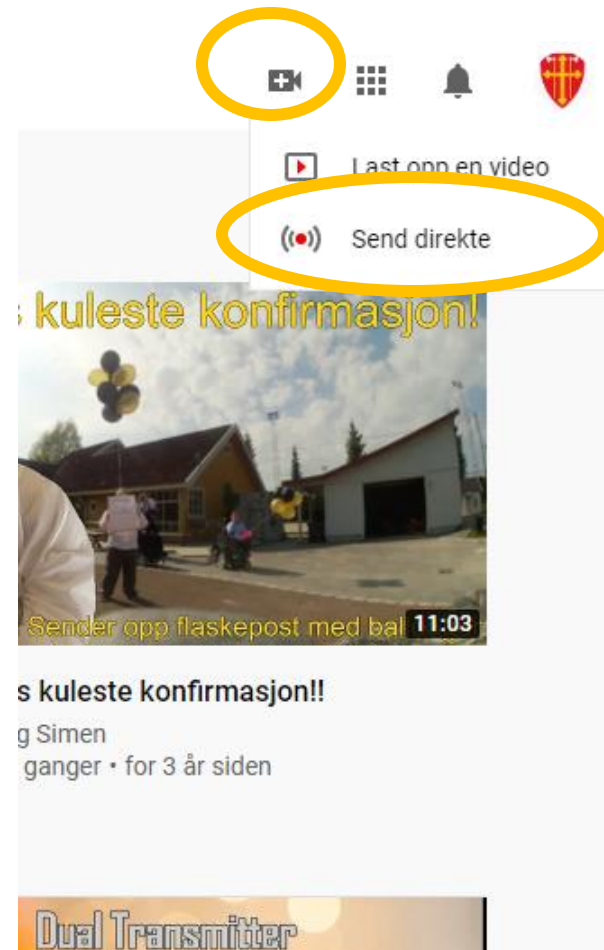 Last opp en video
Send direkte
s kuleste konfirmasjon!
Sender opp flaskepost med bal
11:03
s kuleste konfirmasjon!!
g Simen
ganger • for 3 år siden
Dual Transmitter